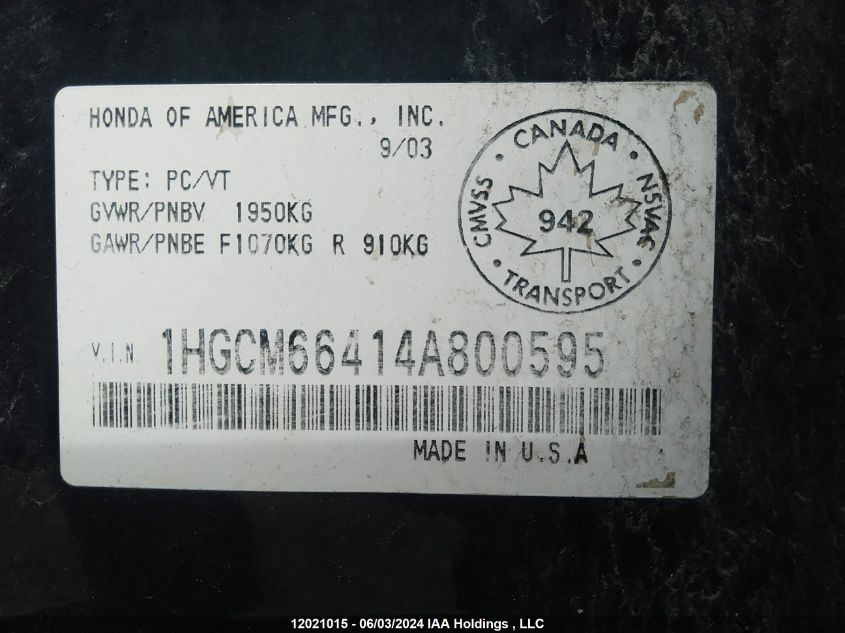 HONDA OF AMERICA MFG., INC.
9/03
TYPE: PC/VT
GVWR/PNBV 1950KG
GAWR/PNBE F1070KG R 910KG
CANADA • NSVAC • TRANSPORT • CMVSS •
942
V.I.N. 1HGCM66414A800595
MADE IN U.S.A
12021015 - 06/03/2024 IAA Holdings , LLC